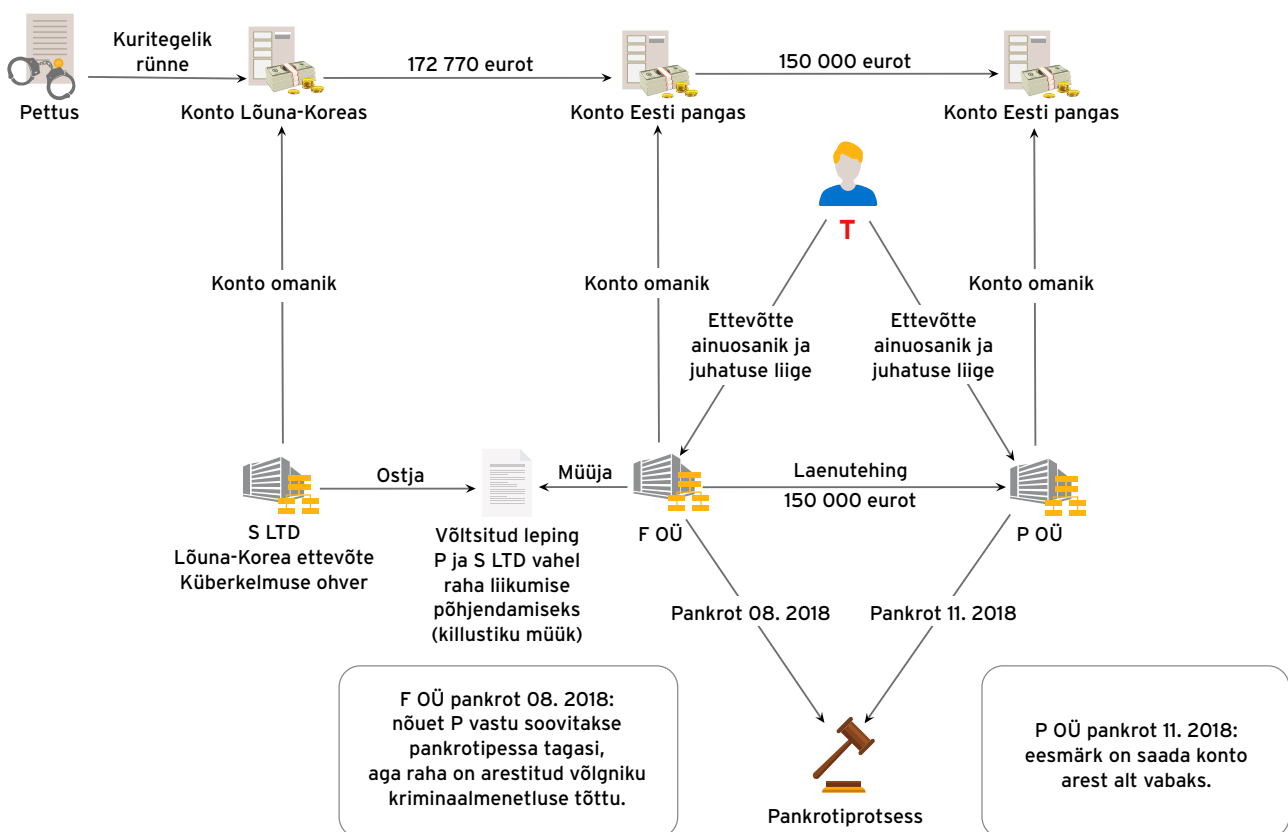 Kuritegelik
rünne
172 770 eurot
150 000 eurot
Pettus
Konto Lõuna-Koreas
Konto Eesti pangas
Konto Eesti pangas
T
Konto omanik
Konto omanik
Konto omanik
Ettevõtte
ainuosanik ja
juhatuse liige
Ettevõtte
ainuosanik ja
juhatuse liige
Ostja
Müüja
Laenutehing
150 000 eurot
S LTD
Lõuna-Korea ettevõte
Küberkelmuse ohver
Võltsitud leping
P ja S LTD vahel
raha liikumise
põhjendamiseks
(killustiku müük)
F OÜ
P OÜ
Pankrot 08. 2018
Pankrot 11. 2018
F OÜ pankrot 08. 2018:
nõuet P vastu soovitakse
pankrotipessa tagasi,
aga raha on arestitud võlgniku
kriminaalmenetluse tõttu.
Pankrotiprotsess
P OÜ pankrot 11. 2018:
eesmärk on saada konto
arest alt vabaks.